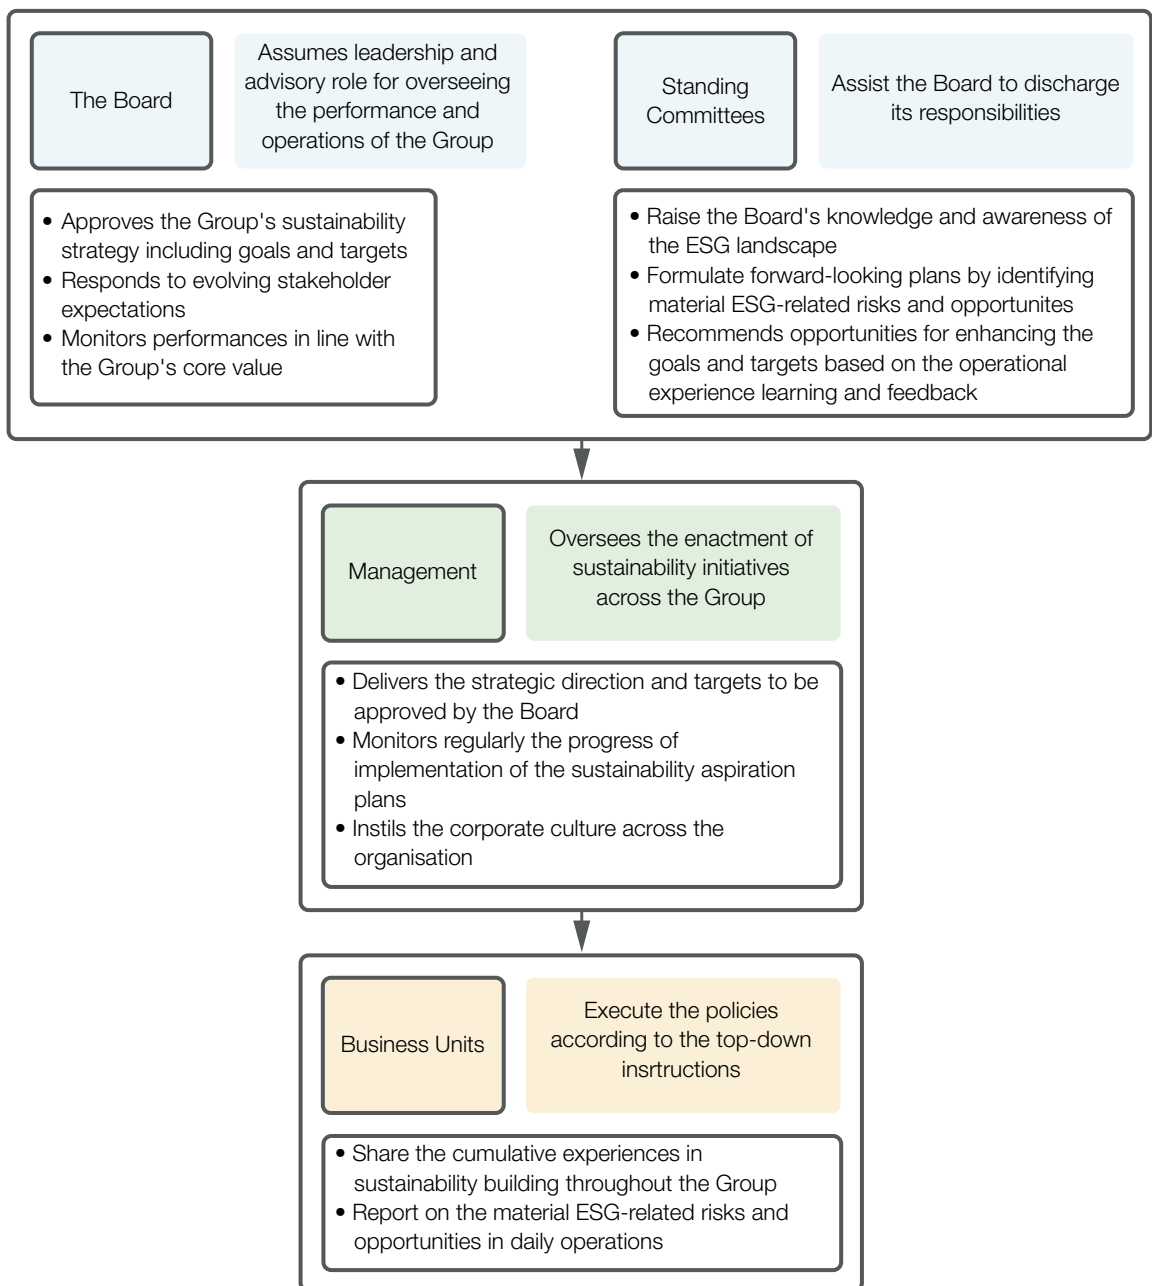 The Board
Assumes leadership and
advisory role for overseeing
the performance and
operations of the Group
Standing
Committees
Assist the Board to discharge
its responsibilities
• Approves the Group's sustainability
strategy including goals and targets
• Responds to evolving stakeholder
expectations
• Monitors performances in line with
the Group's core value
• Raise the Board's knowledge and awareness of
the ESG landscape
• Formulate forward-looking plans by identifying
material ESG-related risks and opportunites
• Recommends opportunities for enhancing the
goals and targets based on the operational
experience learning and feedback
Management
Oversees the enactment of
sustainability initiatives
across the Group
• Delivers the strategic direction and targets to be
approved by the Board
• Monitors regularly the progress of
implementation of the sustainability aspiration
plans
• Instils the corporate culture across the
organisation
Business Units
Execute the policies
according to the top-down
insrtructions
• Share the cumulative experiences in
sustainability building throughout the Group
• Report on the material ESG-related risks and
opportunities in daily operations